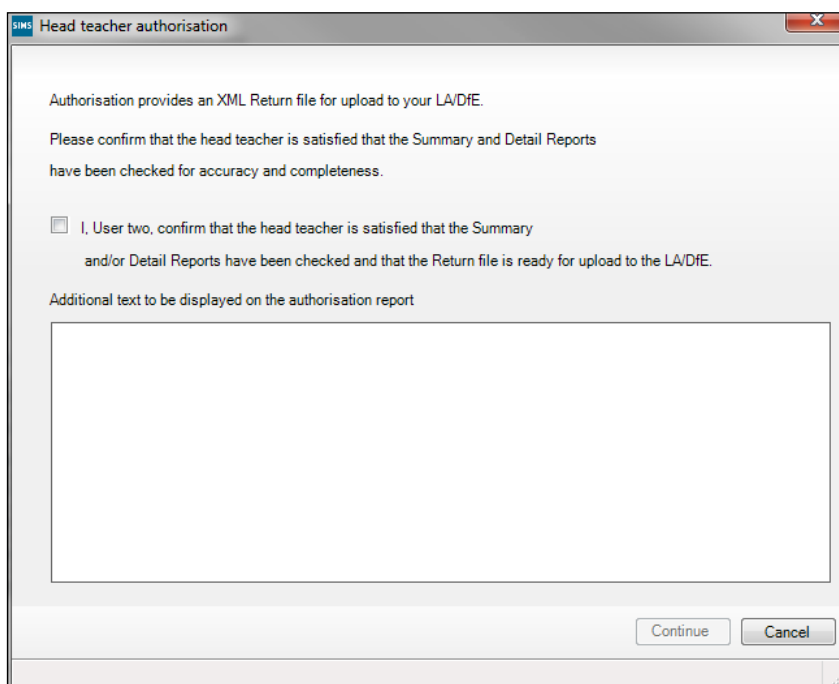 SIMS Head teacher authorisation
Authorisation provides an XML Return file for upload to your LA/DfE.
Please confirm that the head teacher is satisfied that the Summary and Detail Reports
have been checked for accuracy and completeness.
I, User two, confirm that the head teacher is satisfied that the Summary
and/or Detail Reports have been checked and that the Return file is ready for upload to the LA/DfE.
Additional text to be displayed on the authorisation report
Continue Cancel